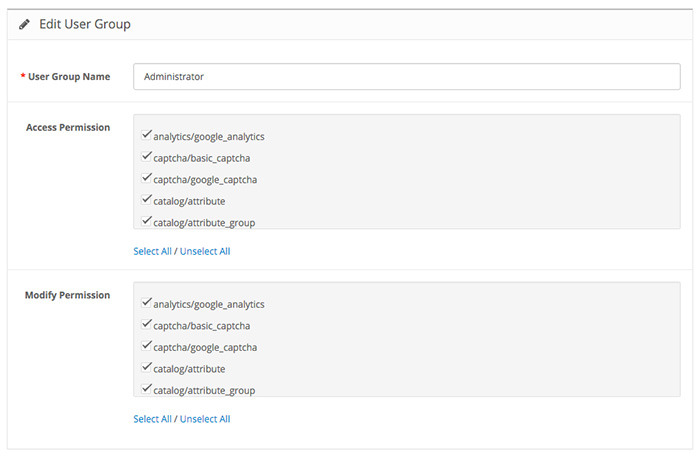 Edit User Group
* User Group Name
Administrator
Access Permission
analytics/google_analytics
captcha/basic_captcha
captcha/google_captcha
catalog/attribute
catalog/attribute_group
Select All / Unselect All
Modify Permission
analytics/google_analytics
captcha/basic_captcha
captcha/google_captcha
catalog/attribute
catalog/attribute_group
Select All / Unselect All